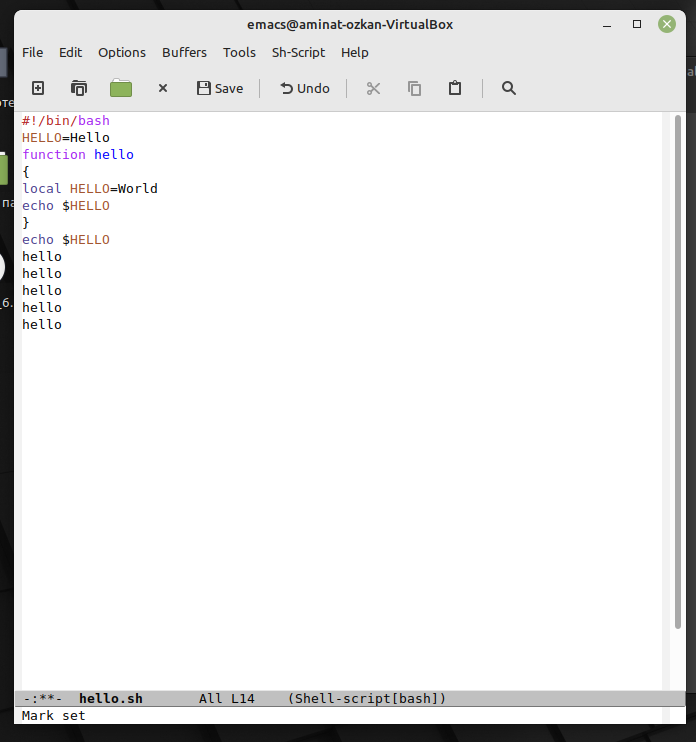 emacs@aminat-ozkan-VirtualBox
File Edit Options Buffers Tools Sh-Script Help
Save Undo
#!/bin/bash
HELLO=Hello
function hello
{
local HELLO=World
echo $HELLO
}
echo $HELLO
hello
hello
hello
hello
hello
-:**- hello.sh All L14 (Shell-script[bash])
Mark set